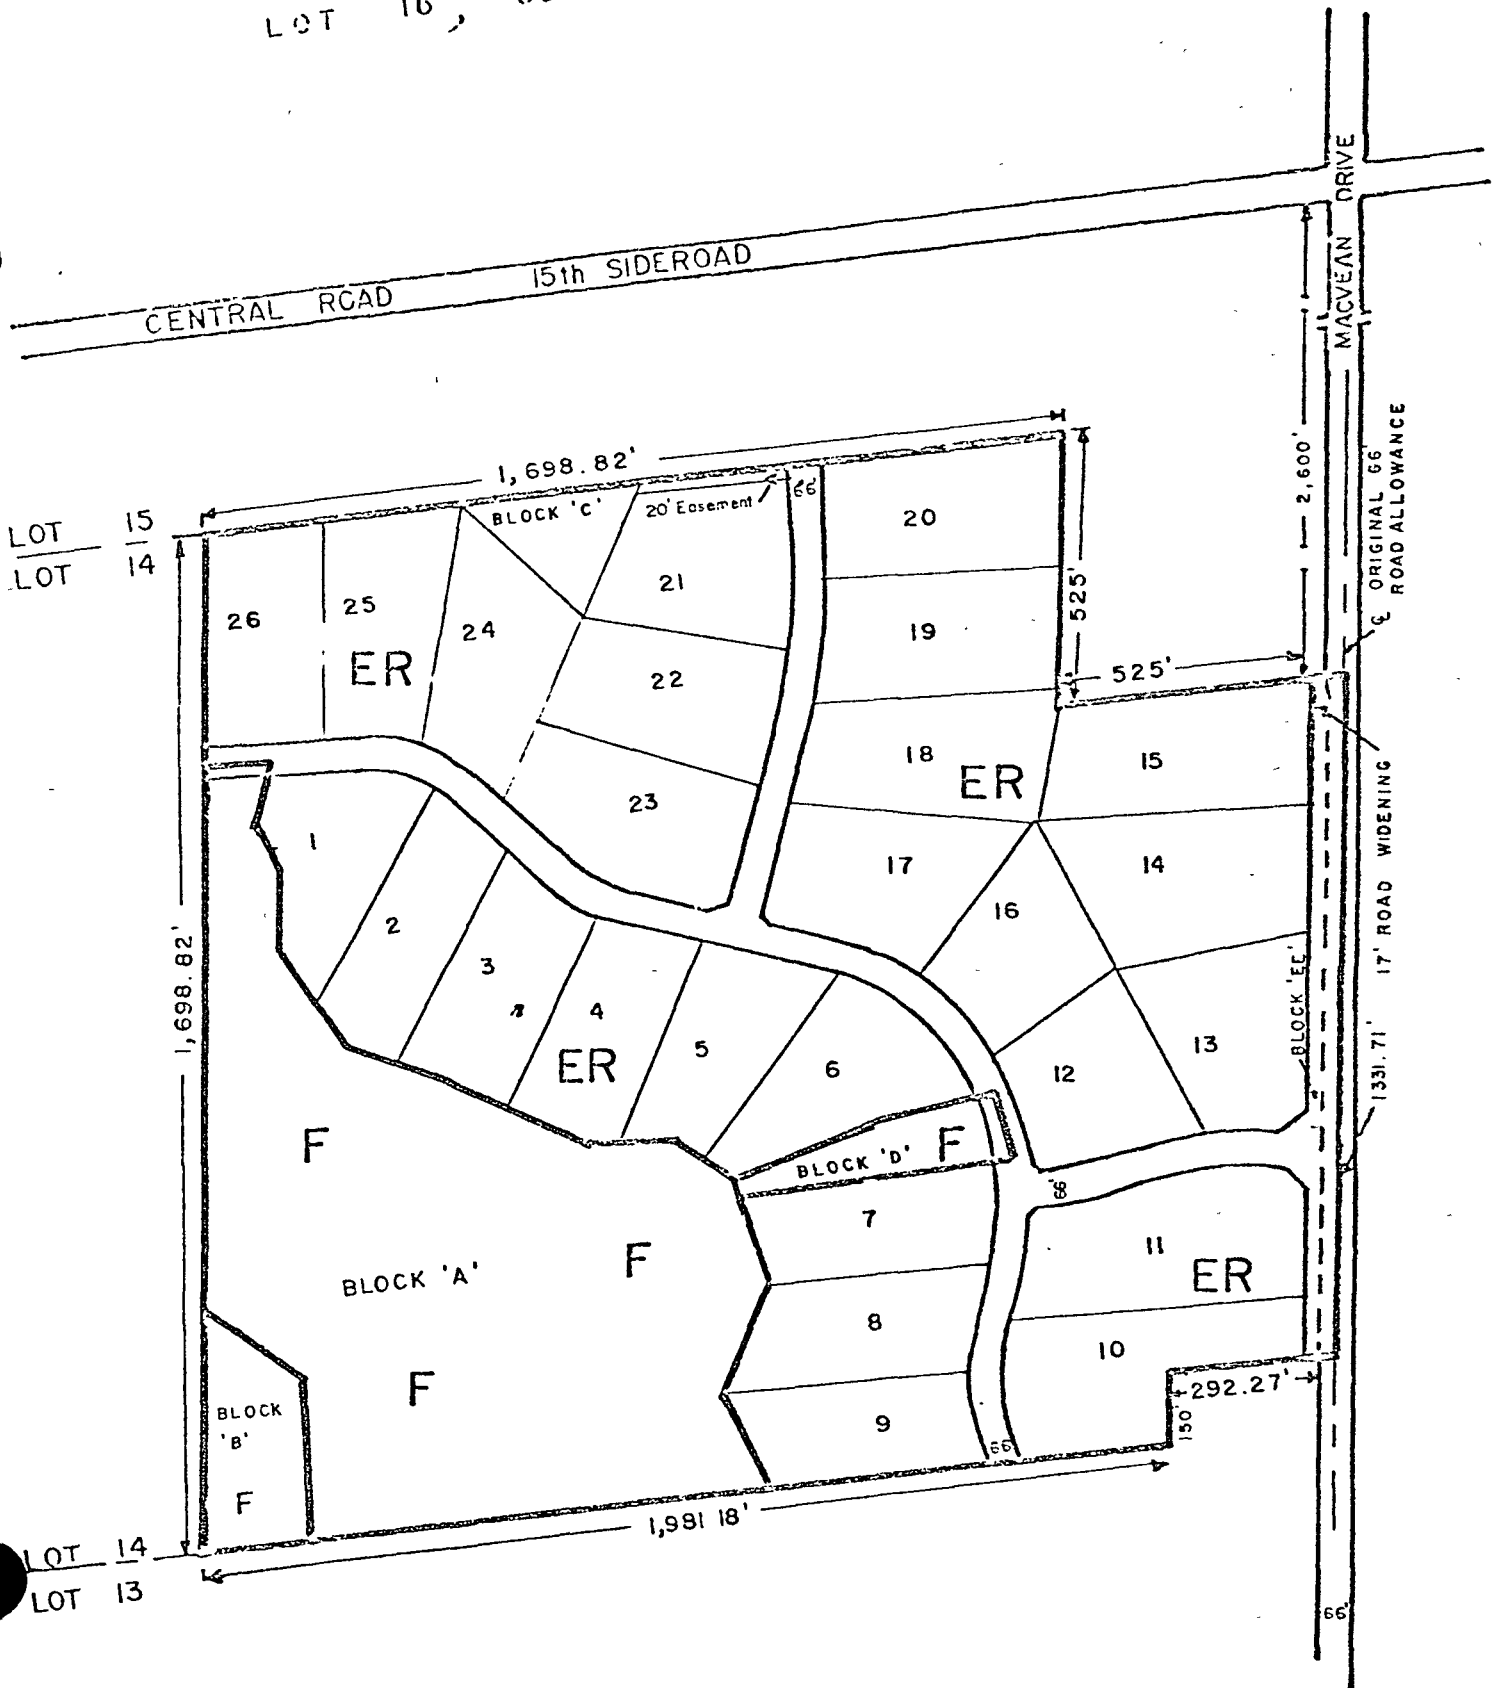 LOT
CENTRAL ROAD
15th SIDEROAD
MACVEAN DRIVE
1,698.82'
LOT 15
LOT 14
BLOCK 'C'
20' Easement
66'
20
525'
2,600'
℄ ORIGINAL 66'
ROAD ALLOWANCE
26
25
24
21
19
ER
22
525'
18
ER
15
23
17' ROAD WIDENING
1
17
14
2
16
1,698.82'
3
4
BLOCK 'EE'
ER
5
6
12
13
1331.71'
F
BLOCK 'D'
F
66'
7
11
F
ER
BLOCK 'A'
8
10
F
292.27'
BLOCK
'B'
9
150'
F
66'
1,981 18'
LOT 14
LOT 13
66'